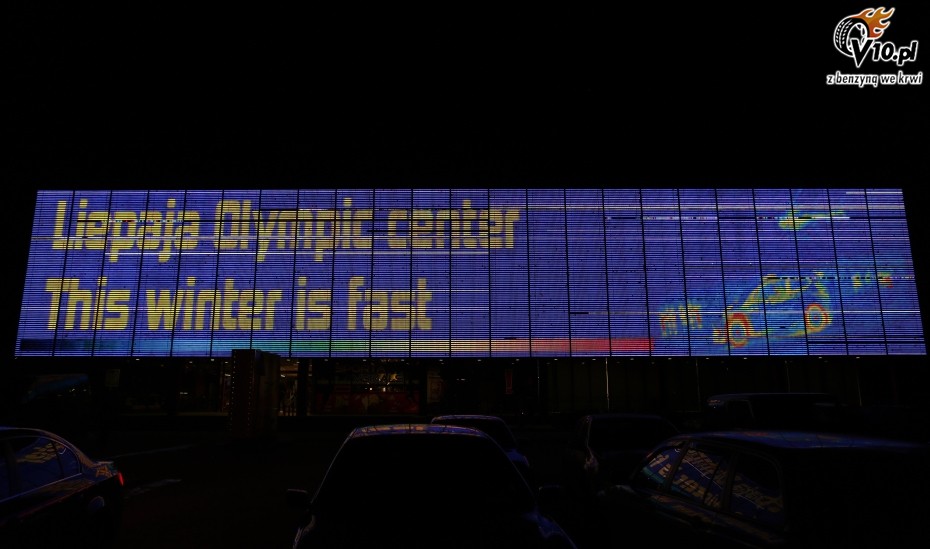 V10.pl
z benzyną we krwi
Liepaja Olympic center
This winter is fast